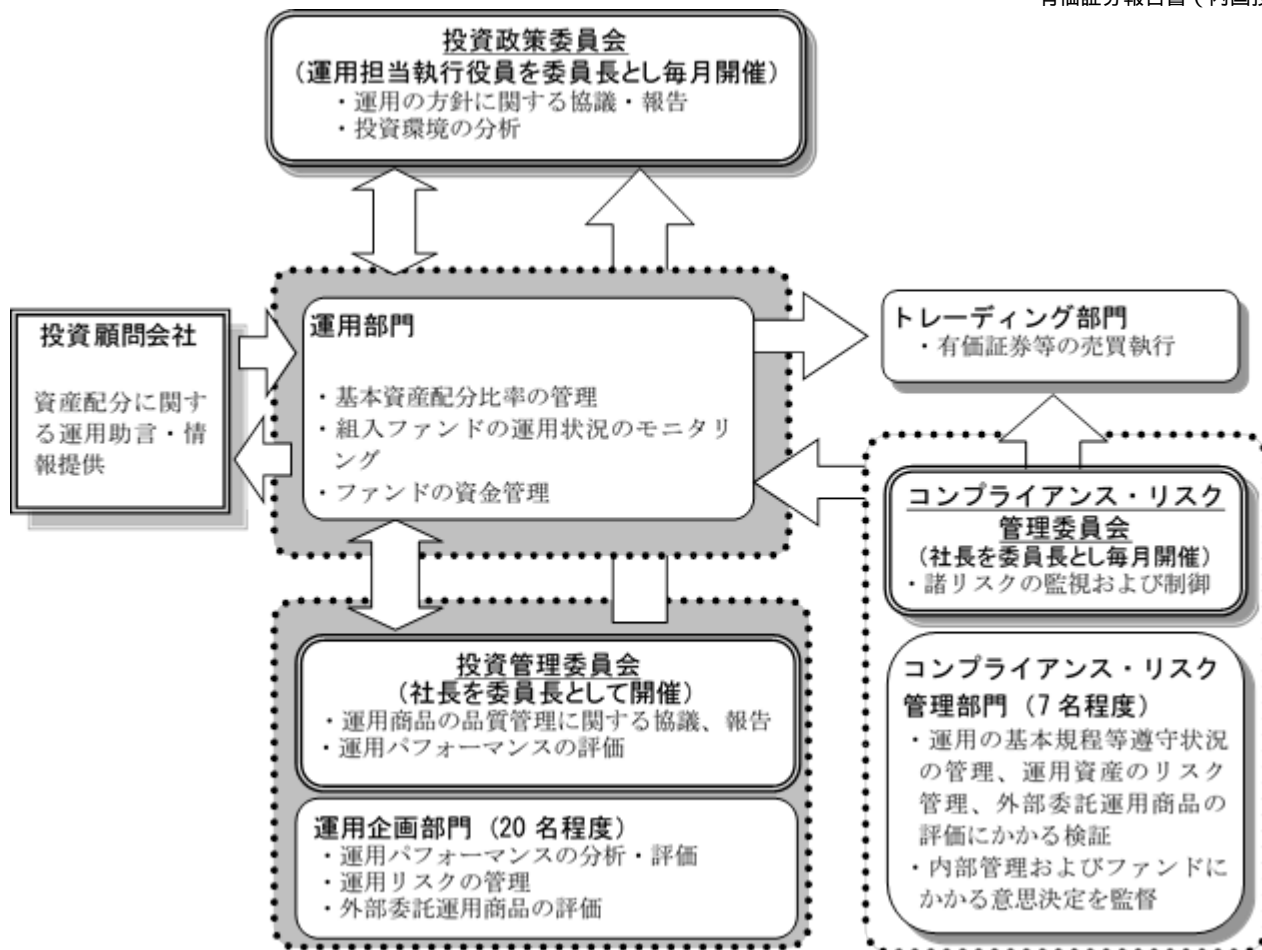 有価証券報告書（内国投
投資政策委員会
（運用担当執行役員を委員長とし毎月開催）
・運用の方針に関する協議・報告
・投資環境の分析
投資顧問会社
資産配分に関す
る運用助言・情
報提供
運用部門
・基本資産配分比率の管理
・組入ファンドの運用状況のモニタリ
ング
・ファンドの資金管理
トレーディング部門
・有価証券等の売買執行
コンプライアンス・リスク
管理委員会
（社長を委員長とし毎月開催）
・諸リスクの監視および制御
投資管理委員会
（社長を委員長として開催）
・運用商品の品質管理に関する協議、報告
・運用パフォーマンスの評価
運用企画部門（20 名程度）
・運用パフォーマンスの分析・評価
・運用リスクの管理
・外部委託運用商品の評価
コンプライアンス・リスク
管理部門（7 名程度）
・運用の基本規程等遵守状況
の管理、運用資産のリスク
管理、外部委託運用商品の
評価にかかる検証
・内部管理およびファンドに
かかる意思決定を監督